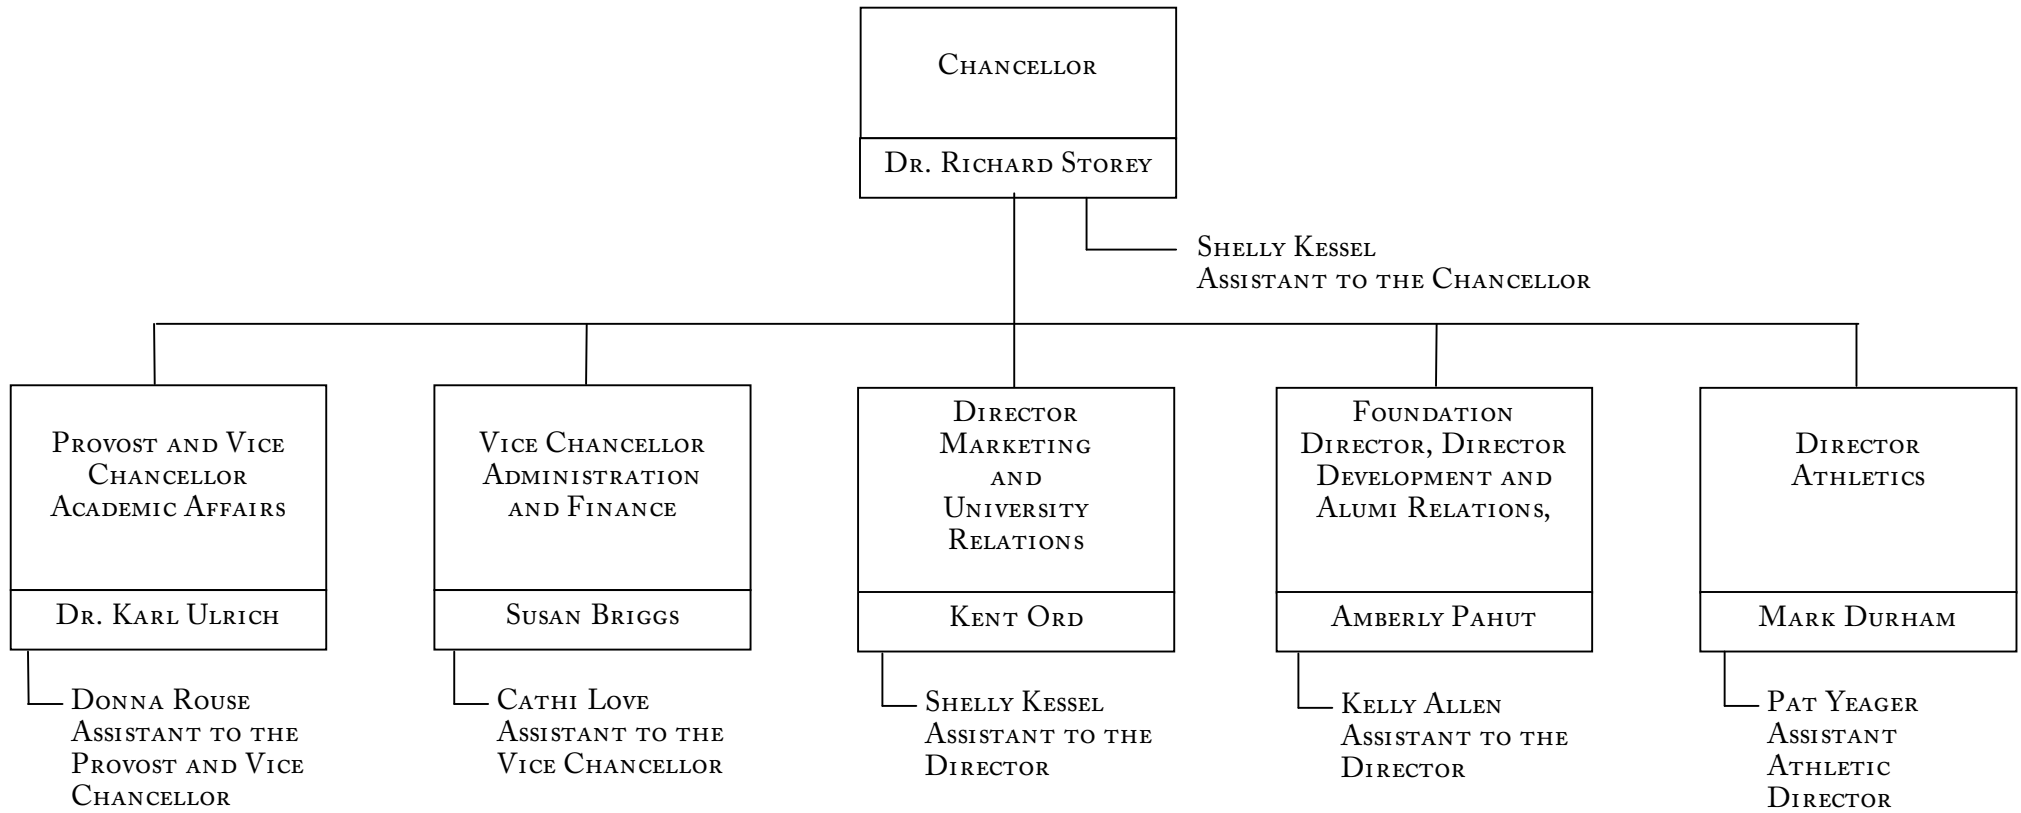 Chancellor
Dr. Richard Storey
Shelly Kessel
Assistant to the Chancellor
Provost and Vice
Chancellor
Academic Affairs
Dr. Karl Ulrich
Donna Rouse
Assistant to the
Provost and Vice
Chancellor
Vice Chancellor
Administration
and Finance
Susan Briggs
Cathi Love
Assistant to the
Vice Chancellor
Director
Marketing
and
University
Relations
Kent Ord
Shelly Kessel
Assistant to the
Director
Foundation
Director, Director
Development and
Alumi Relations,
Amberly Pahut
Kelly Allen
Assistant to the
Director
Director
Athletics
Mark Durham
Pat Yeager
Assistant
Athletic
Director